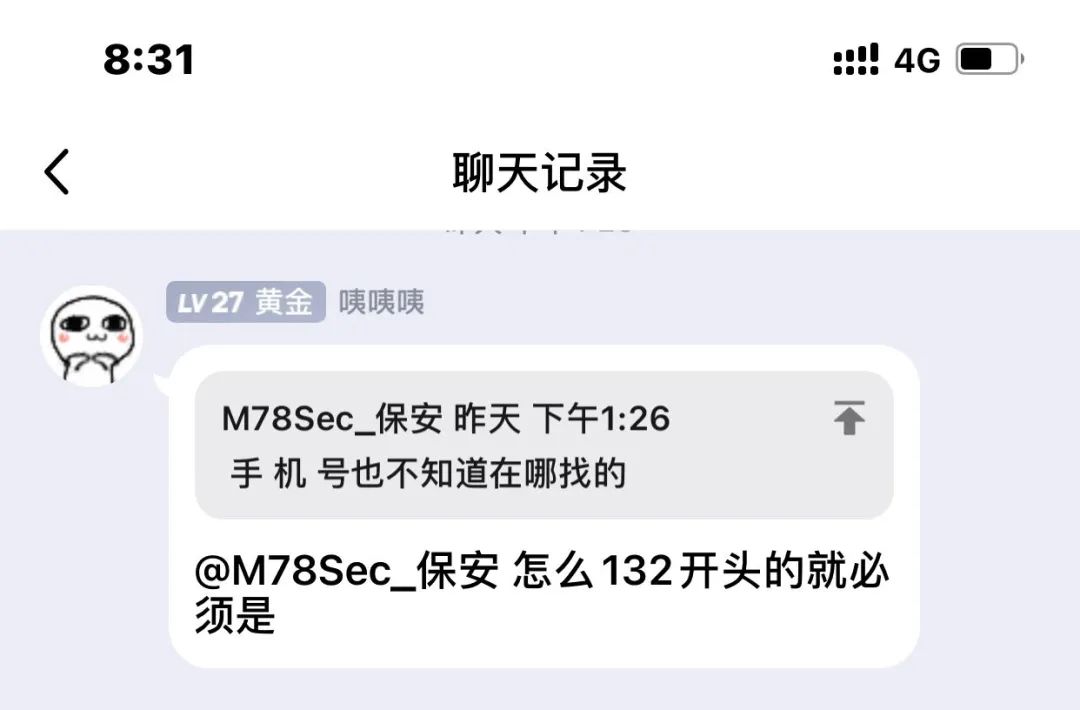 8:31
4G
聊天记录
LV27 黄金 咦咦咦
M78Sec_保安 昨天 下午1:26
手 机 号也不知道在哪找的
@M78Sec_保安 怎么132开头的就必
须是